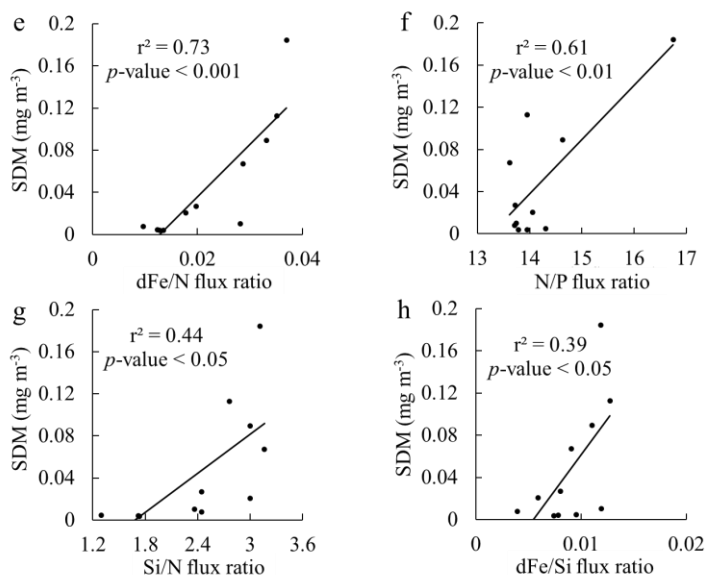 e
r² = 0.73
p-value < 0.001
SDM (mg m⁻³)
0.2
0.16
0.12
0.08
0.04
0
0
0.02
0.04
dFe/N flux ratio
f
r² = 0.61
p-value < 0.01
SDM (mg m⁻³)
0.2
0.16
0.12
0.08
0.04
0
13
14
15
16
17
N/P flux ratio
g
r² = 0.44
p-value < 0.05
SDM (mg m⁻³)
0.2
0.16
0.12
0.08
0.04
0
1.2
1.8
2.4
3
3.6
Si/N flux ratio
h
r² = 0.39
p-value < 0.05
SDM (mg m⁻³)
0.2
0.16
0.12
0.08
0.04
0
0
0.01
0.02
dFe/Si flux ratio